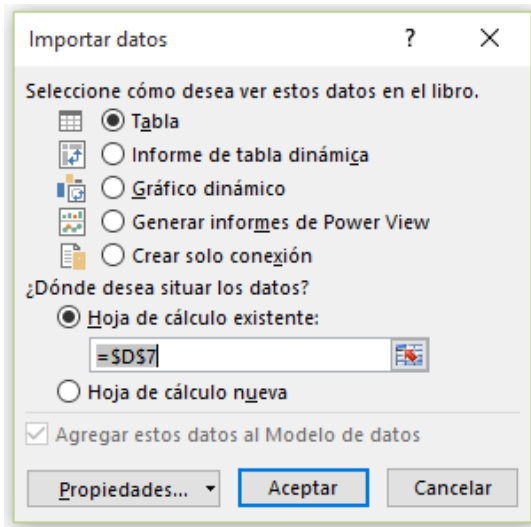 Importar datos ? X
Seleccione cómo desea ver estos datos en el libro.
Tabla
Informe de tabla dinámica
Gráfico dinámico
Generar informes de Power View
Crear solo conexión
¿Dónde desea situar los datos?
Hoja de cálculo existente:
=$D$7
Hoja de cálculo nueva
Agregar estos datos al Modelo de datos
Propiedades... Aceptar Cancelar